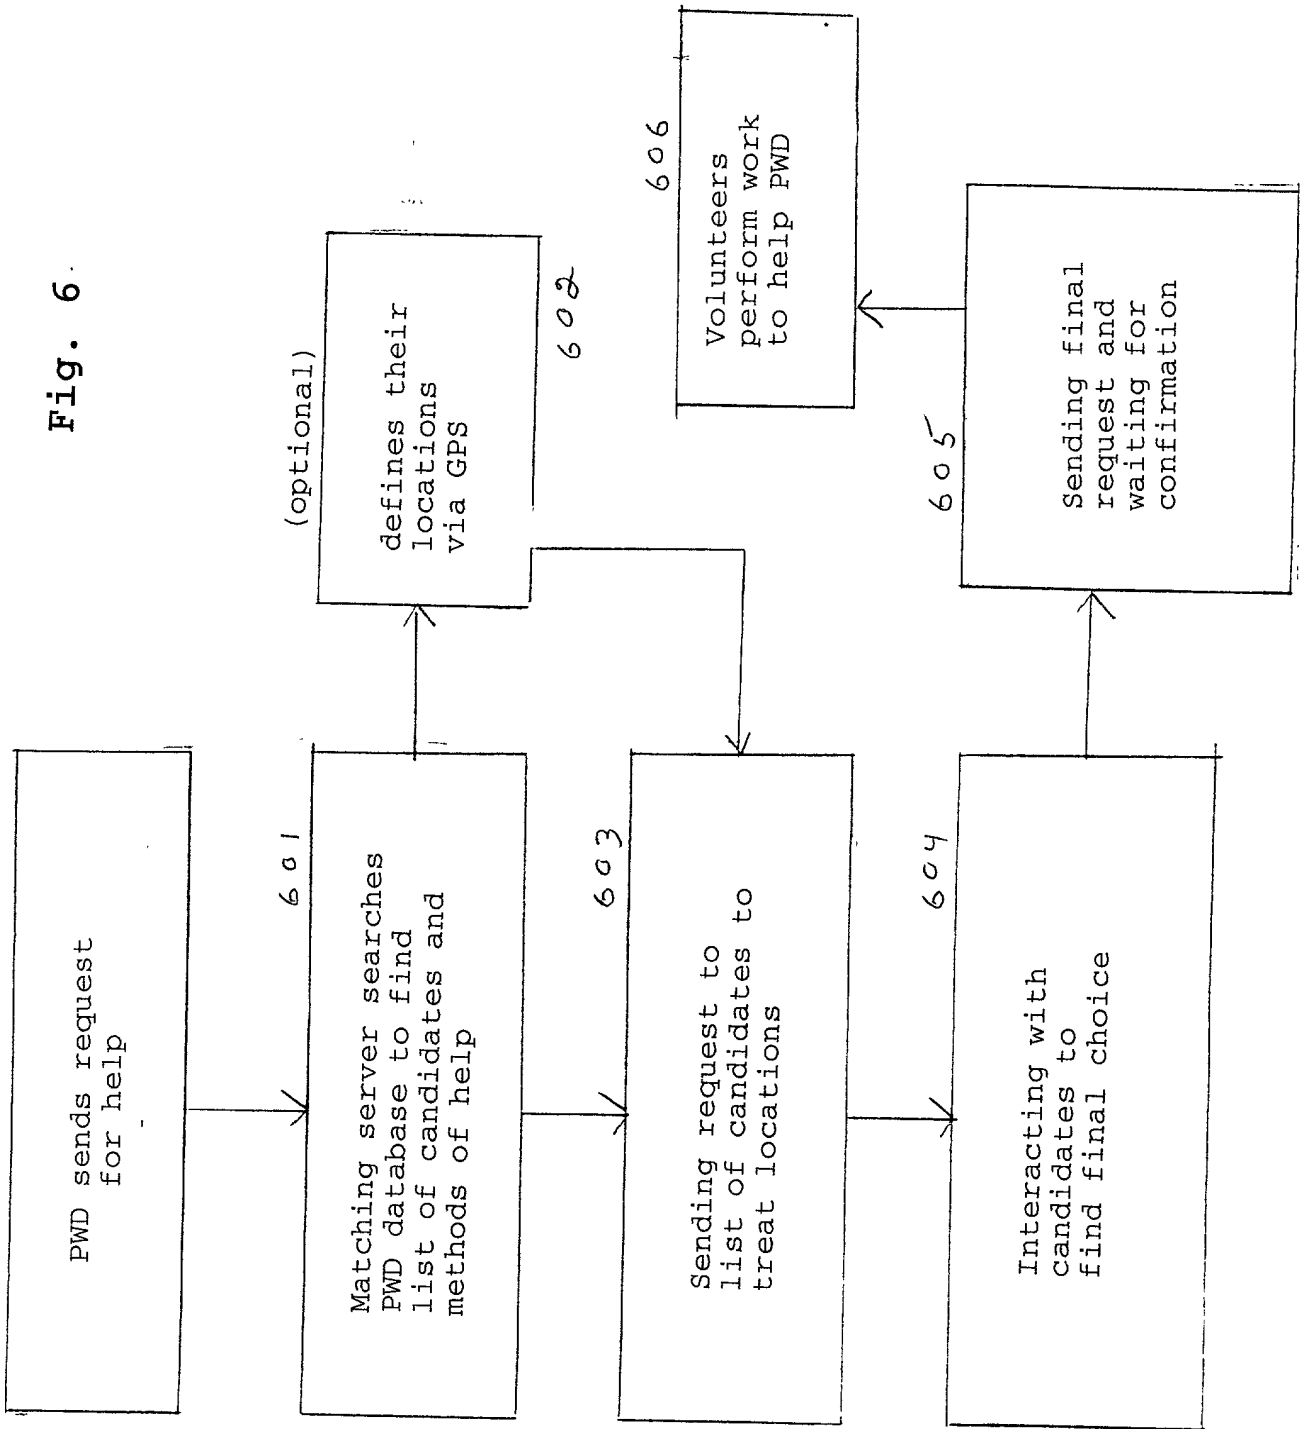 Fig. 6
PWD sends request
for help
601
Matching server searches
PWD database to find
list of candidates and
methods of help
(optional)
defines their
locations
via GPS
602
603
Sending request to
list of candidates to
treat locations
604
Interacting with
candidates to
find final choice
605
Sending final
request and
waiting for
confirmation
606
Volunteers
perform work
to help PWD